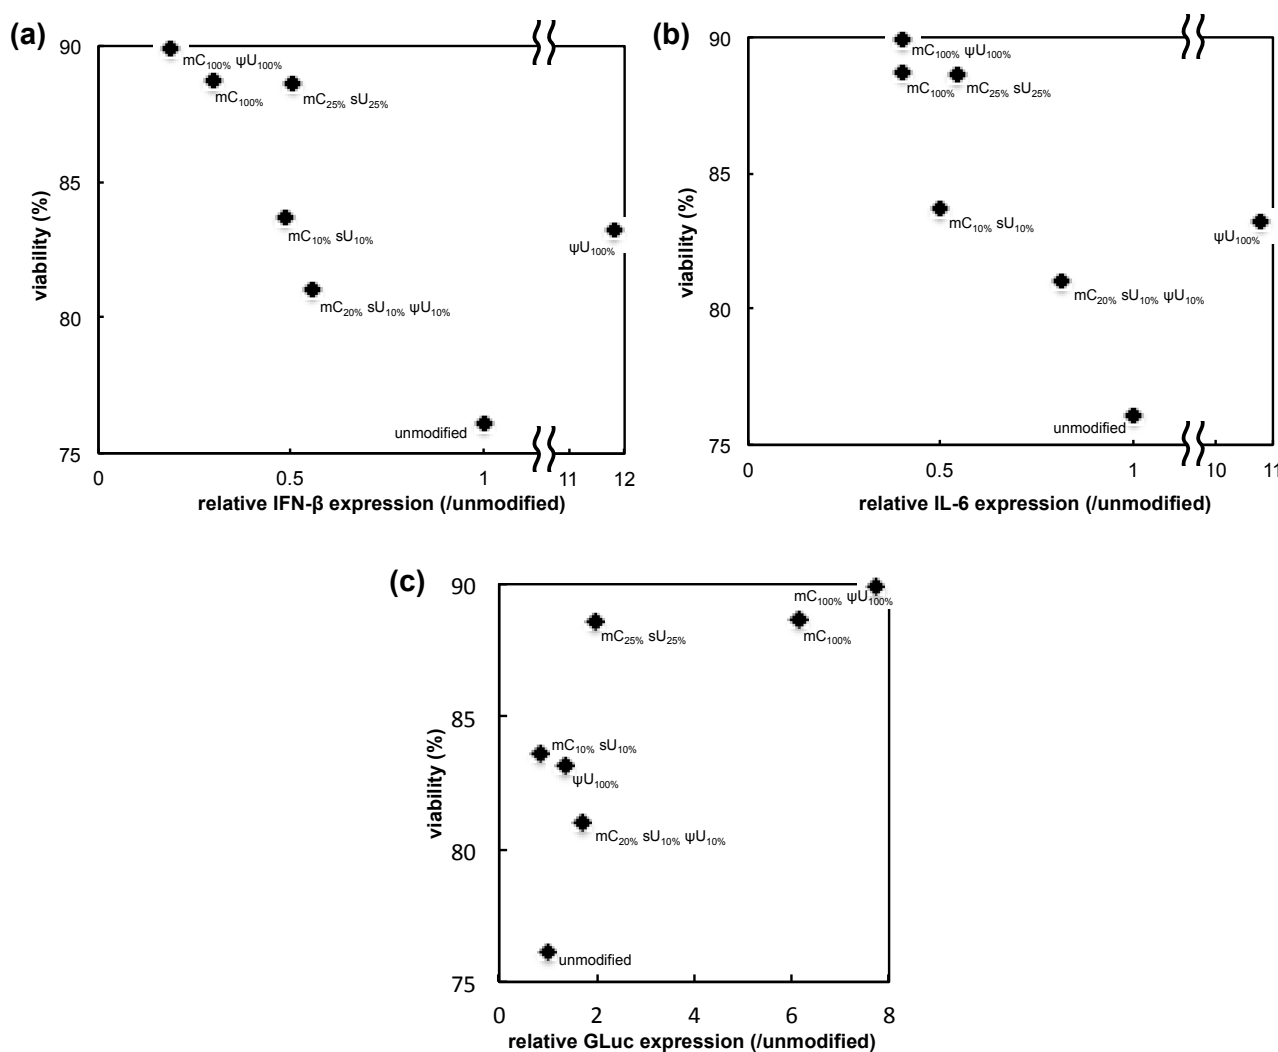 (a)
90
85
80
75
viability (%)
mC100% ψU100%
mC100%
mC25% sU25%
mC10% sU10%
mC20% sU10% ψU10%
ψU100%
unmodified
0 0.5 1 11 12
relative IFN-β expression (/unmodified)
(b)
90
85
80
75
viability (%)
mC100% ψU100%
mC100%
mC25% sU25%
mC10% sU10%
ψU100%
mC20% sU10% ψU10%
unmodified
0 0.5 1 10 11
relative IL-6 expression (/unmodified)
(c)
90
85
80
75
viability (%)
mC100% ψU100%
mC25% sU25%
mC100%
mC10% sU10%
ψU100%
mC20% sU10% ψU10%
unmodified
0 2 4 6 8
relative GLuc expression (/unmodified)